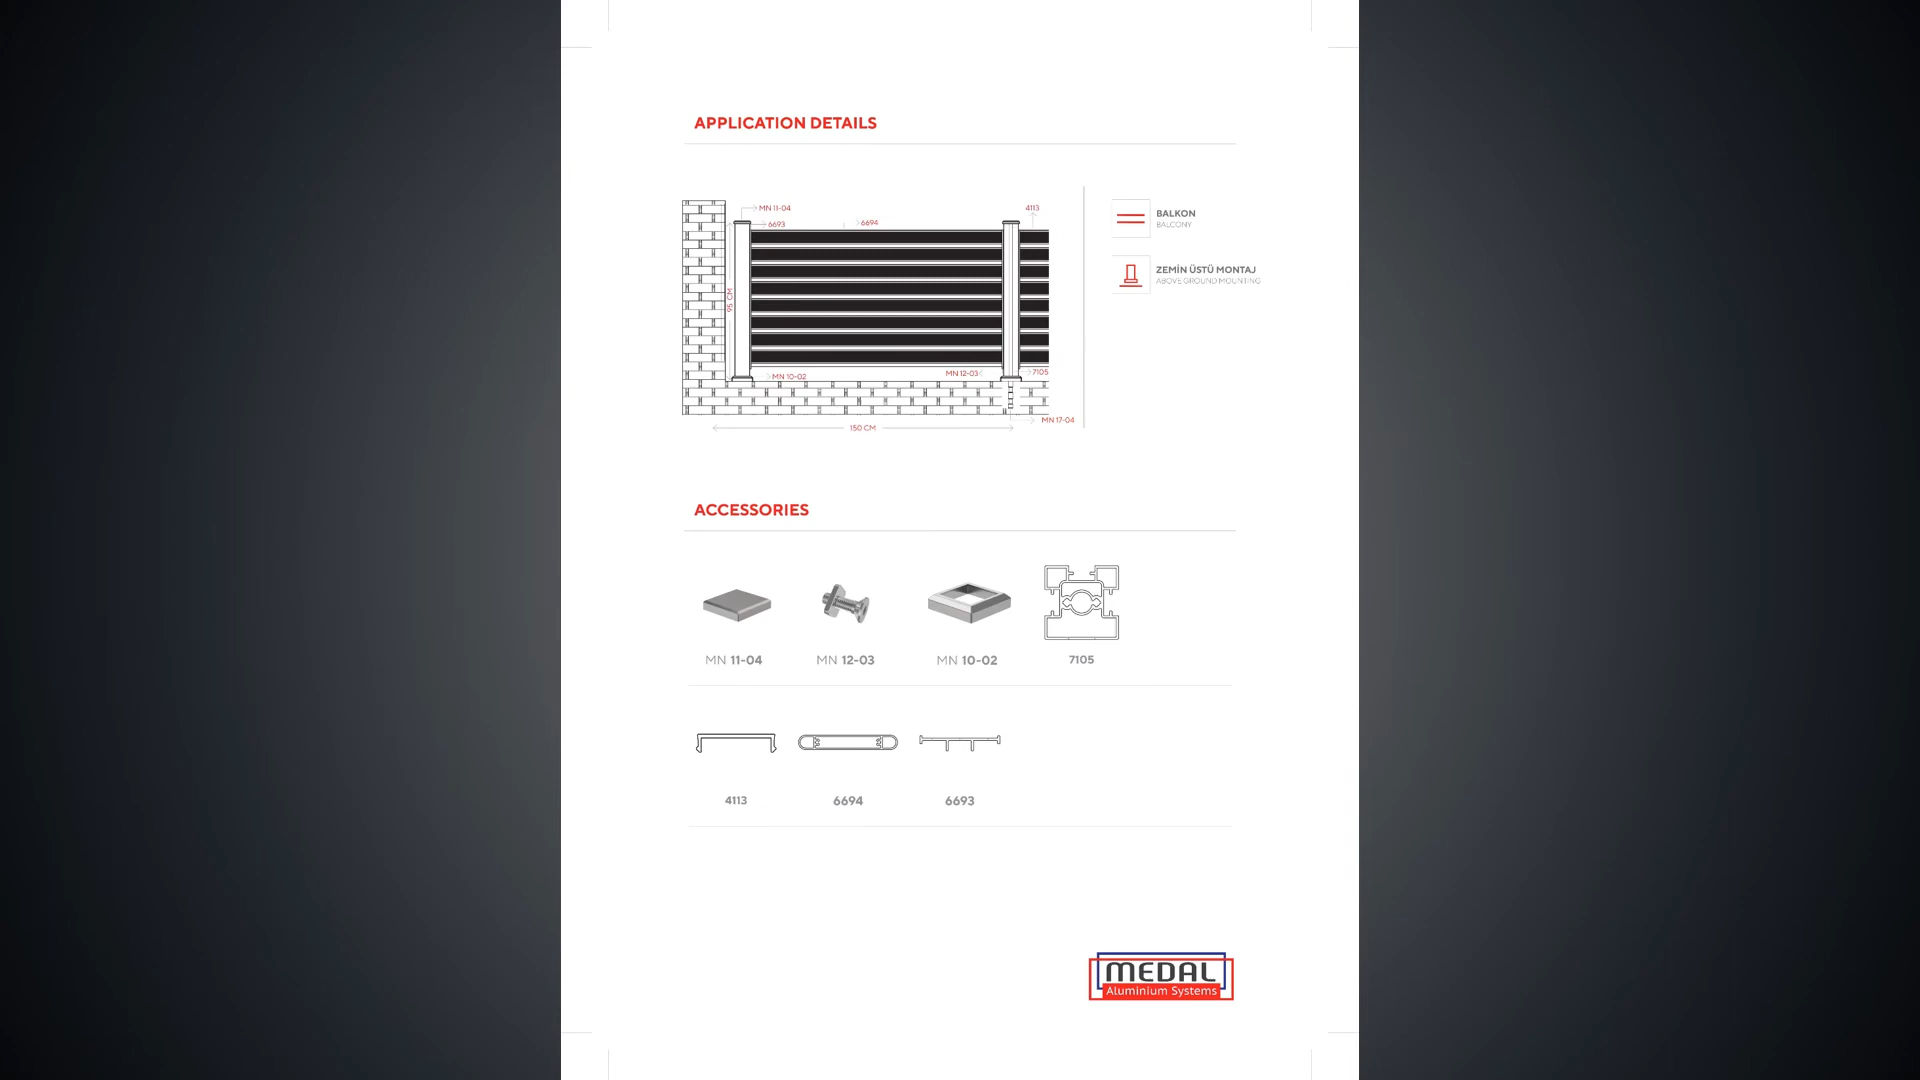 APPLICATION DETAILS
MN 11-04
6693
6694
4113
95 CM
MN 10-02
MN 12-03
7105
MN 17-04
150 CM
BALKON
BALCONY
ZEMİN ÜSTÜ MONTAJ
ABOVE GROUND MOUNTING
ACCESSORIES
MN 11-04
MN 12-03
MN 10-02
7105
4113
6694
6693
MEDAL
Aluminium Systems